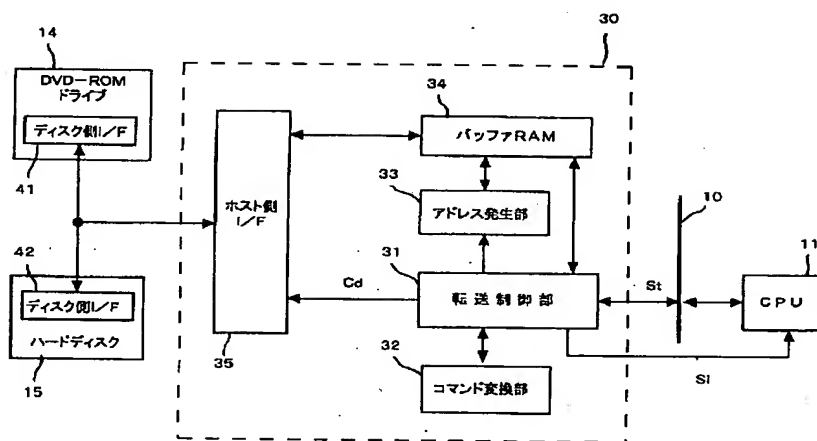 30
14
DVD-ROM
ドライブ
ディスク側I/F
41
34
バッファRAM
33
アドレス発生部
ホスト側
I/F
10
11
42
ディスク側I/F
ハードディスク
15
Cd
31
転送制御部
St
CPU
35
32
コマンド変換部
SI